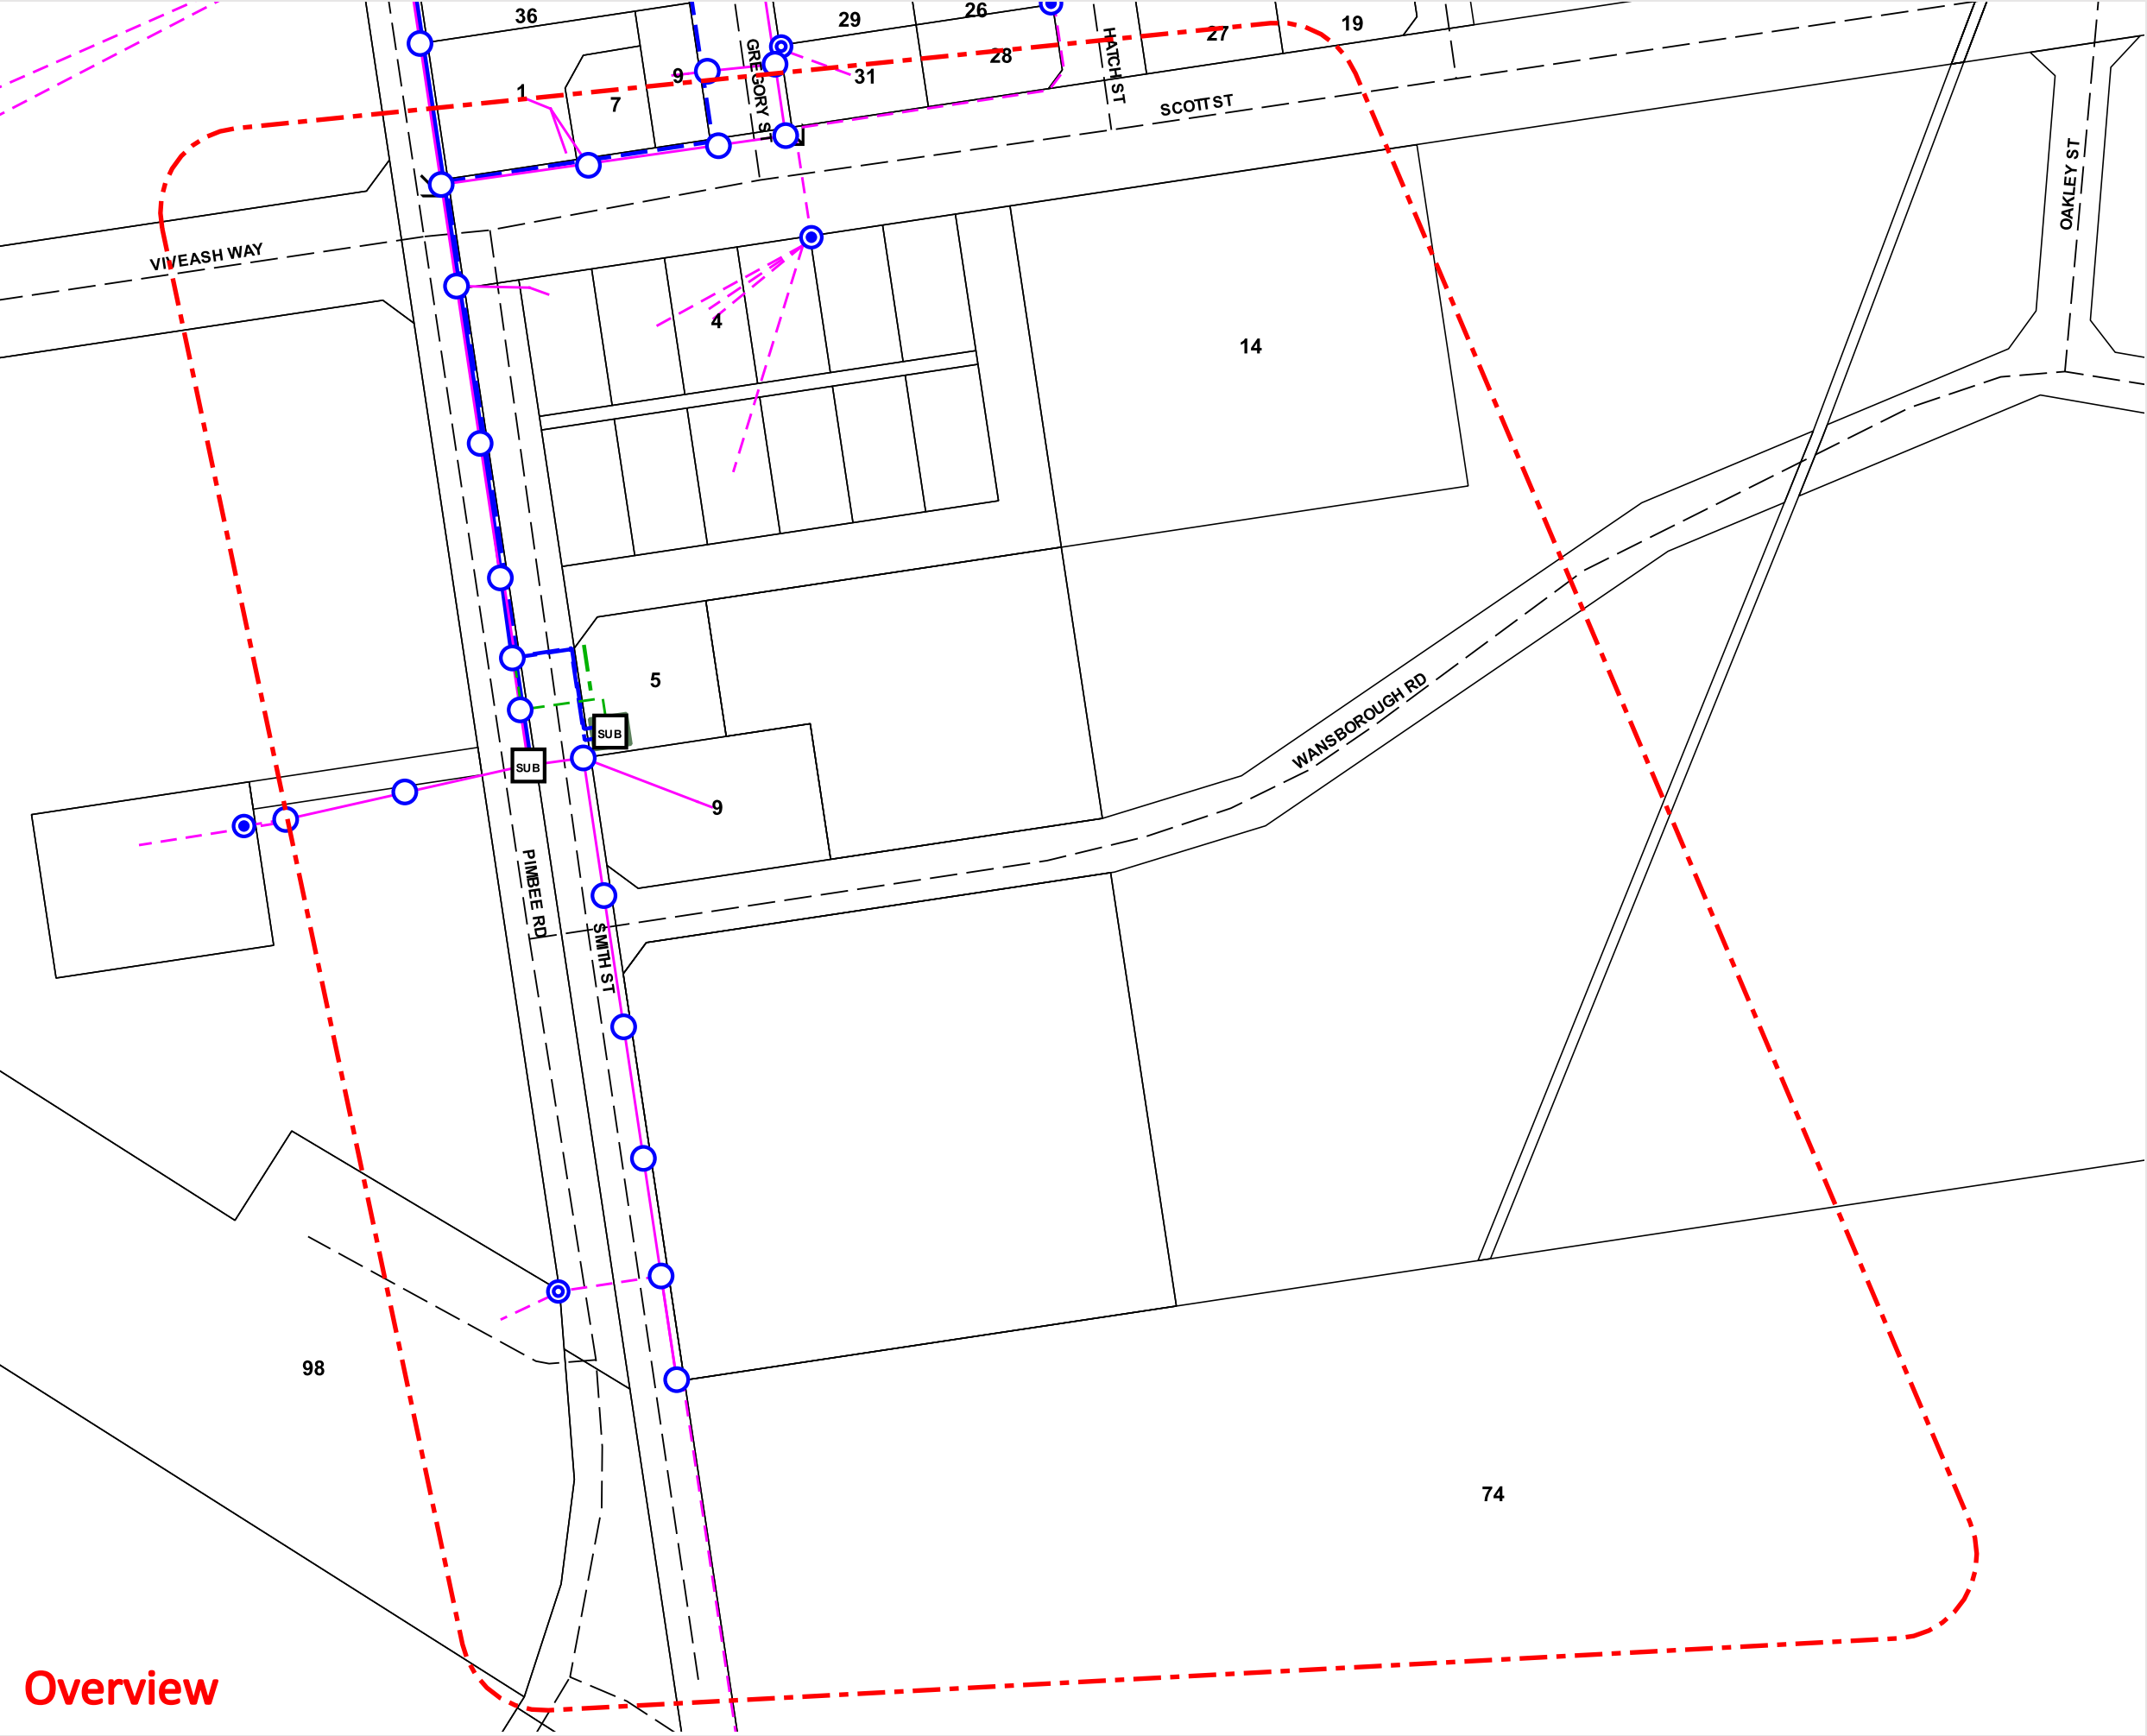 36
29
26
27
19
GREGORY ST
HATCH ST
28
9
31
1
7
SCOTT ST
OAKLEY ST
VIVEASH WAY
4
14
5
SUB
SUB
WANSBOROUGH RD
9
PIMBEE RD
SMITH ST
98
74
Overview